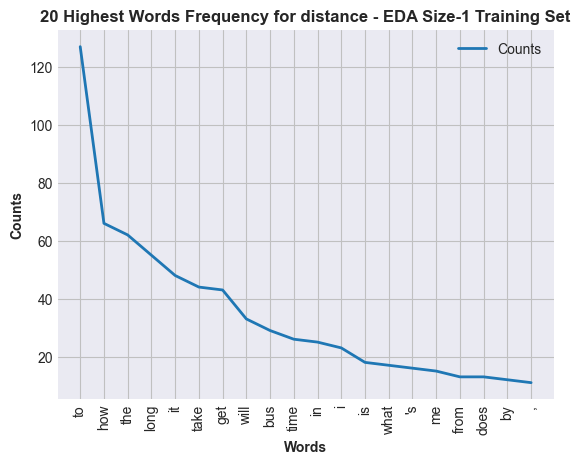 20 Highest Words Frequency for distance - EDA Size-1 Training Set
Counts
120
100
80
60
40
20
Counts
to
how
the
long
it
take
get
will
bus
time
in
i
is
what
's
me
from
does
by
,
Words